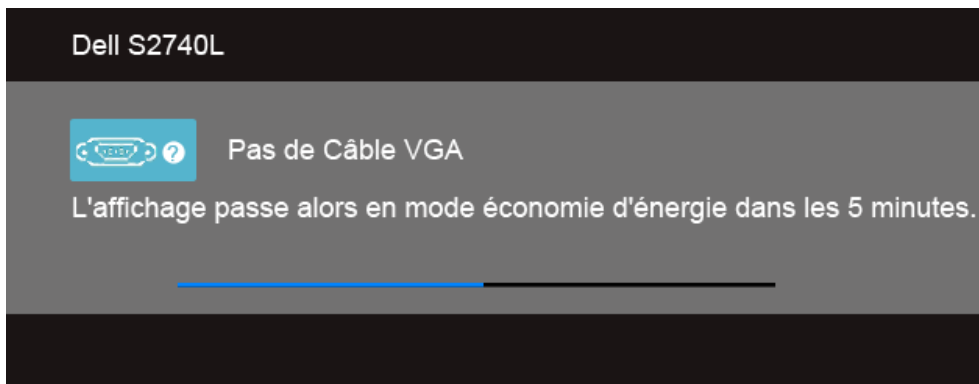 Dell S2740L
Pas de Câble VGA
L'affichage passe alors en mode économie d'énergie dans les 5 minutes.